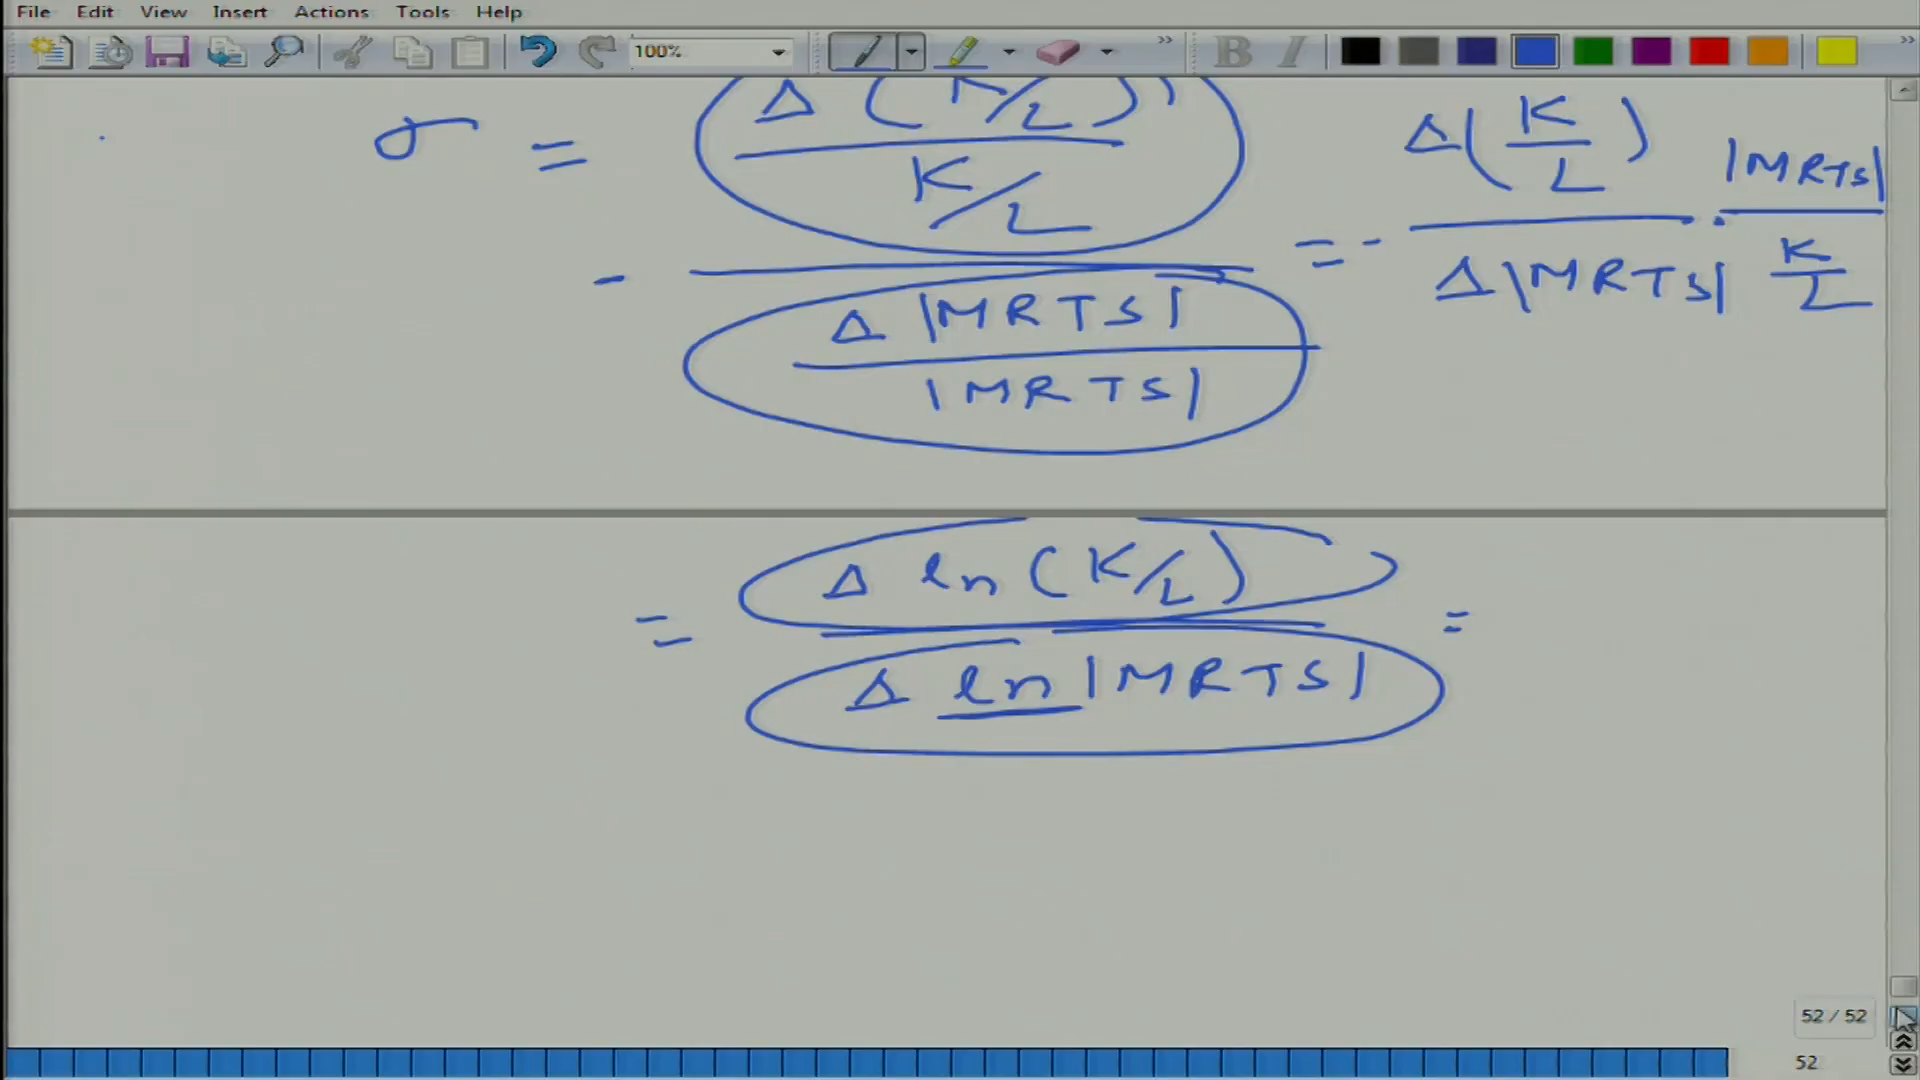 File Edit View Insert Actions Tools Help
100% B I
σ = - (Δ(K/L) / (K/L)) / (Δ|MRTS| / |MRTS|) = - Δ(K/L) / Δ|MRTS| · |MRTS| / (K/L)
= Δ ln(K/L) / Δ ln|MRTS| =
52 / 52
52